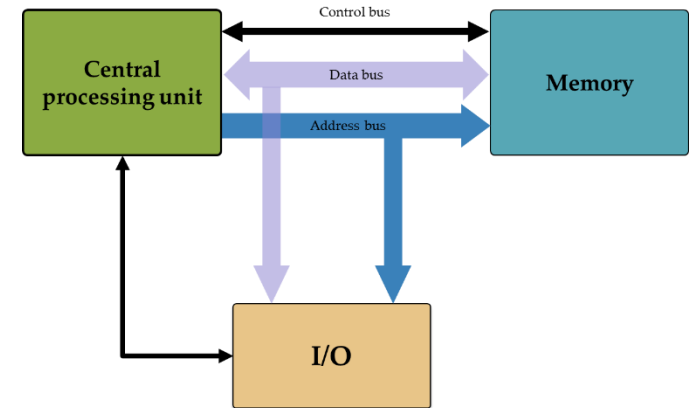 Control bus
Central
processing unit
Data bus
Memory
Address bus
I/O